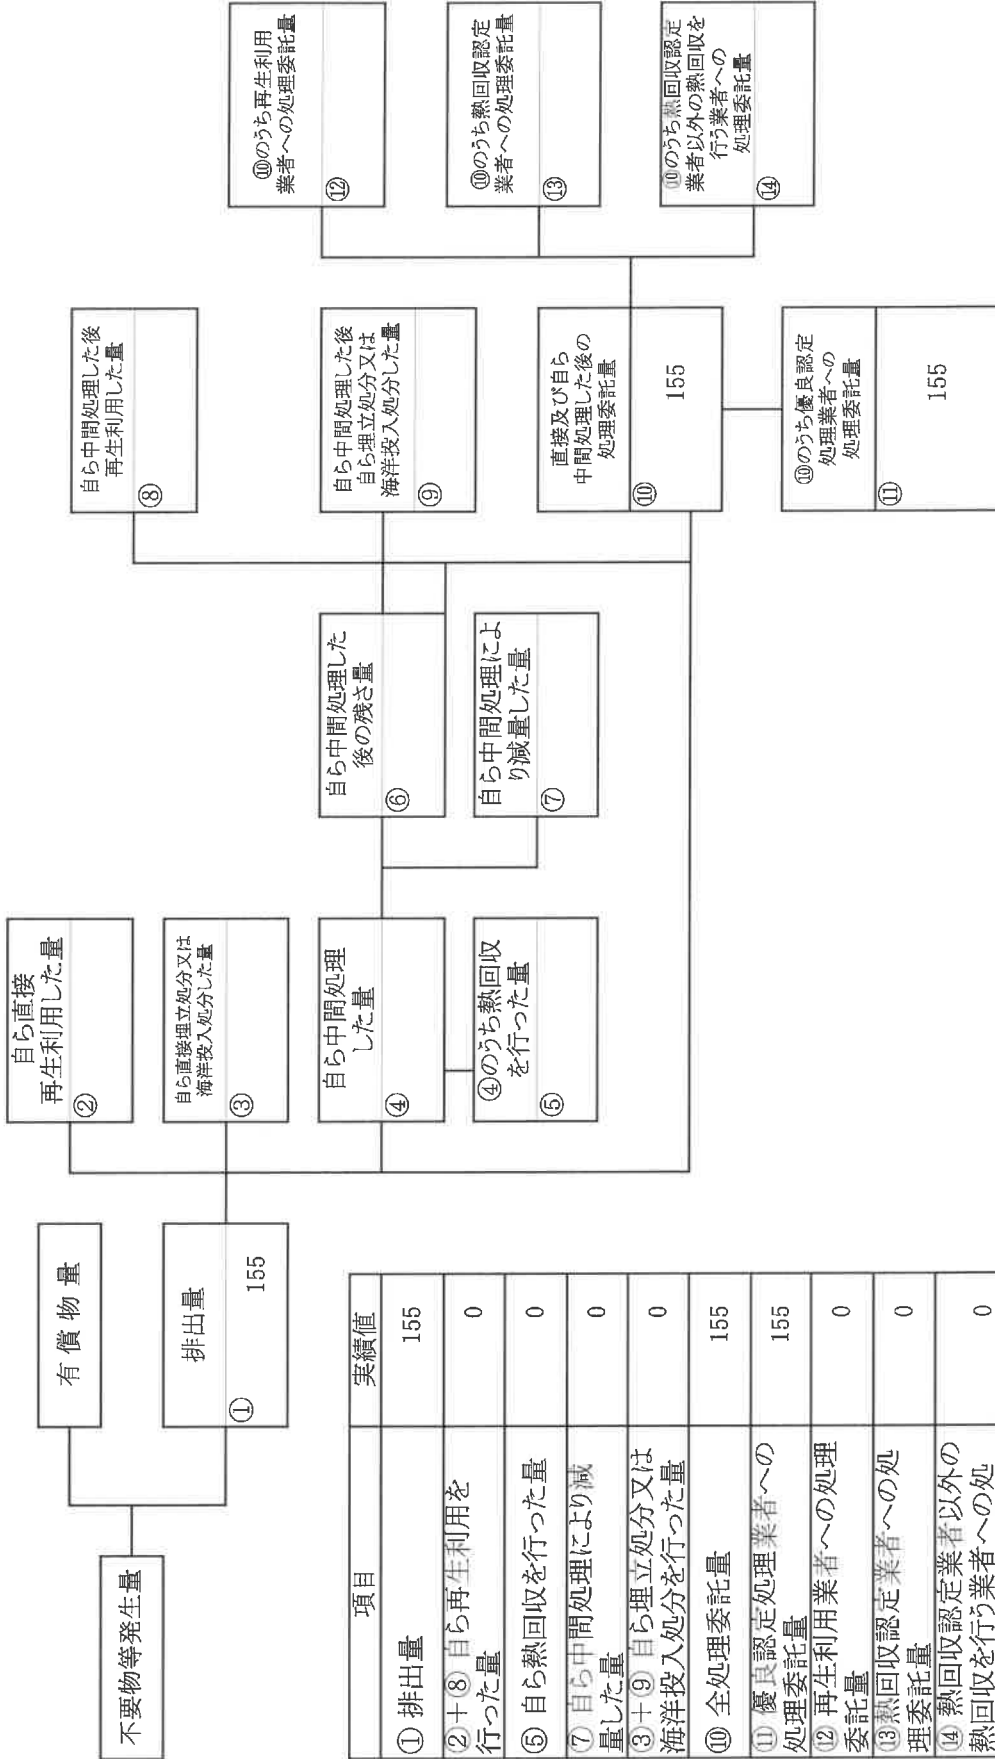 不要物等発生量
有償物量
排出量
①
155
自ら直接
再生利用した量
②
自ら直接埋立処分又は
海洋投入処分した量
③
自ら中間処理
した量
④
④のうち熱回収
を行った量
⑤
自ら中間処理した
後の残さ量
⑥
自ら中間処理によ
り減量した量
⑦
自ら中間処理した後
再生利用した量
⑧
自ら中間処理した後
自ら埋立処分又は
海洋投入処分した量
⑨
直接及び自ら
中間処理した後の
処理委託量
⑩
155
⑩のうち優良認定
処理業者への
処理委託量
⑪
155
⑩のうち再生利用
業者への処理委託量
⑫
⑩のうち熱回収認定
業者への処理委託量
⑬
⑩のうち熱回収認定
業者以外の熱回収を
行う業者への
処理委託量
⑭
項目 実績値
①排出量 155
②+⑧自ら再生利用を
行った量 0
⑤自ら熱回収を行った量 0
⑦自ら中間処理により減
量した量 0
③+⑨自ら埋立処分又は
海洋投入処分を行った量 0
⑩全処理委託量 155
⑪優良認定処理業者への
処理委託量 155
⑫再生利用業者への処理
委託量 0
⑬熱回収認定業者への処
理委託量 0
⑭熱回収認定業者以外の
熱回収を行う業者への処 0